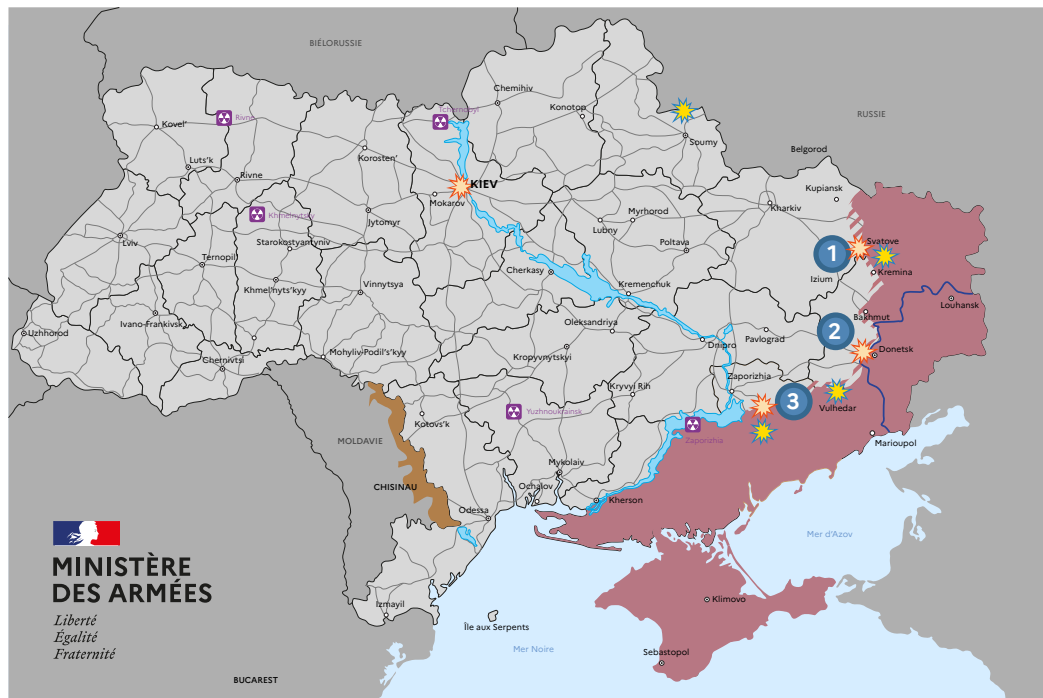 BIÉLORUSSIE
RUSSIE
Chernihiv
Konotop
Tchernobyl
Kovel'
Rivne
Soumy
Belgorod
Korosten'
Luts'k
Rivne
KIEV
Mokarov
Kupiansk
Kharkiv
Khmelnytsky
Jytomyr
Myrhorod
Lubny
Lviv
Starokostyantyniv
Poltava
1
Svatove
Ternopil
Cherkasy
Izium
Kremina
Khmel'nyts'kyy
Vinnytsya
Kremenchuk
Louhansk
Ivano-Frankivsk
Oleksandriya
Bakhmut
2
Uzhhorod
Chernivtsi
Mohyliv-Podil's'kyy
Kropyvnytskyi
Dnipro
Pavlograd
Donetsk
Zaporizhia
Kryvyi Rih
3
Vulhedar
Kotovs'k
Yuzhnoukrainsk
MOLDAVIE
Zaporizhia
Marioupol
Mykolaiv
CHISINAU
Ochalov
Kherson
Odessa
Mer d'Azov
MINISTÈRE
DES ARMÉES
Liberté
Égalité
Fraternité
Izmayil
Île aux Serpents
Klimovo
Mer Noire
Sebastopol
BUCAREST